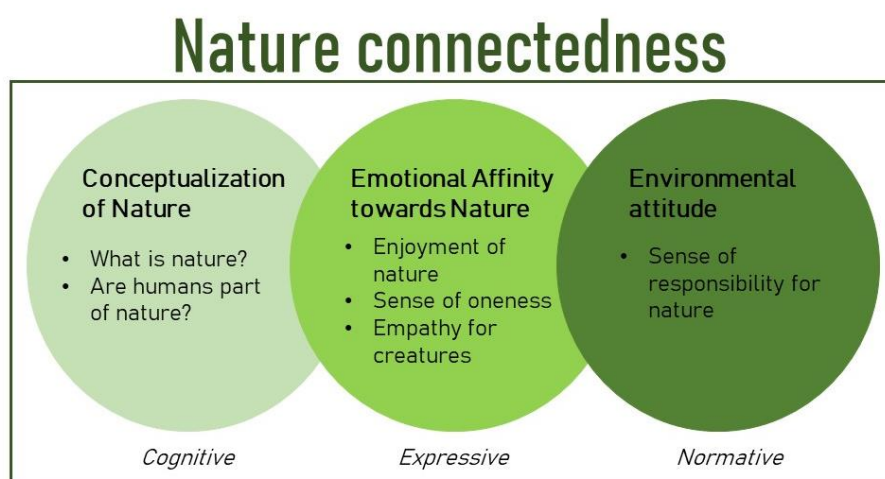 Nature connectedness
Conceptualization
of Nature
• What is nature?
• Are humans part
of nature?
Emotional Affinity
towards Nature
• Enjoyment of
nature
• Sense of oneness
• Empathy for
creatures
Environmental
attitude
• Sense of
responsibility for
nature
Cognitive
Expressive
Normative